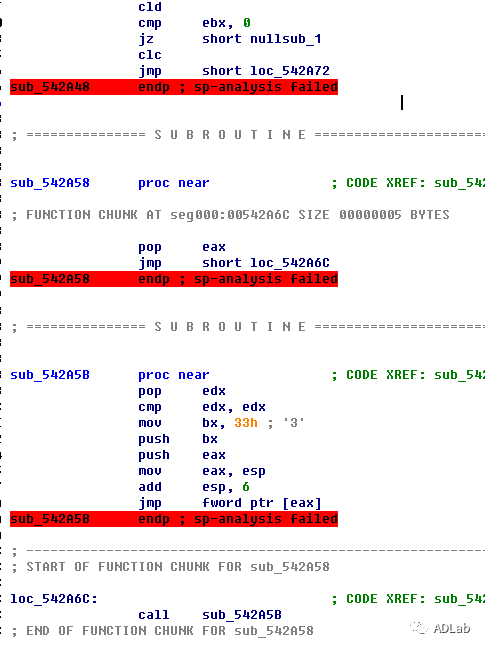 cld
cmp ebx, 0
jz short nullsub_1
clc
jmp short loc_542A72
sub_542A48 endp ; sp-analysis failed
; =============== S U B R O U T I N E ========================
sub_542A58 proc near ; CODE XREF: sub_542
; FUNCTION CHUNK AT seg000:00542A6C SIZE 00000005 BYTES
pop eax
jmp short loc_542A6C
sub_542A58 endp ; sp-analysis failed
; =============== S U B R O U T I N E ========================
sub_542A5B proc near ; CODE XREF: sub_542
pop edx
cmp edx, edx
mov bx, 33h ; '3'
push bx
push eax
mov eax, esp
add esp, 6
jmp fword ptr [eax]
sub_542A5B endp ; sp-analysis failed
; ---------------------------------------------------------
; START OF FUNCTION CHUNK FOR sub_542A58
loc_542A6C: ; CODE XREF: sub_542
call sub_542A5B
; END OF FUNCTION CHUNK FOR sub_542A58
ADLab